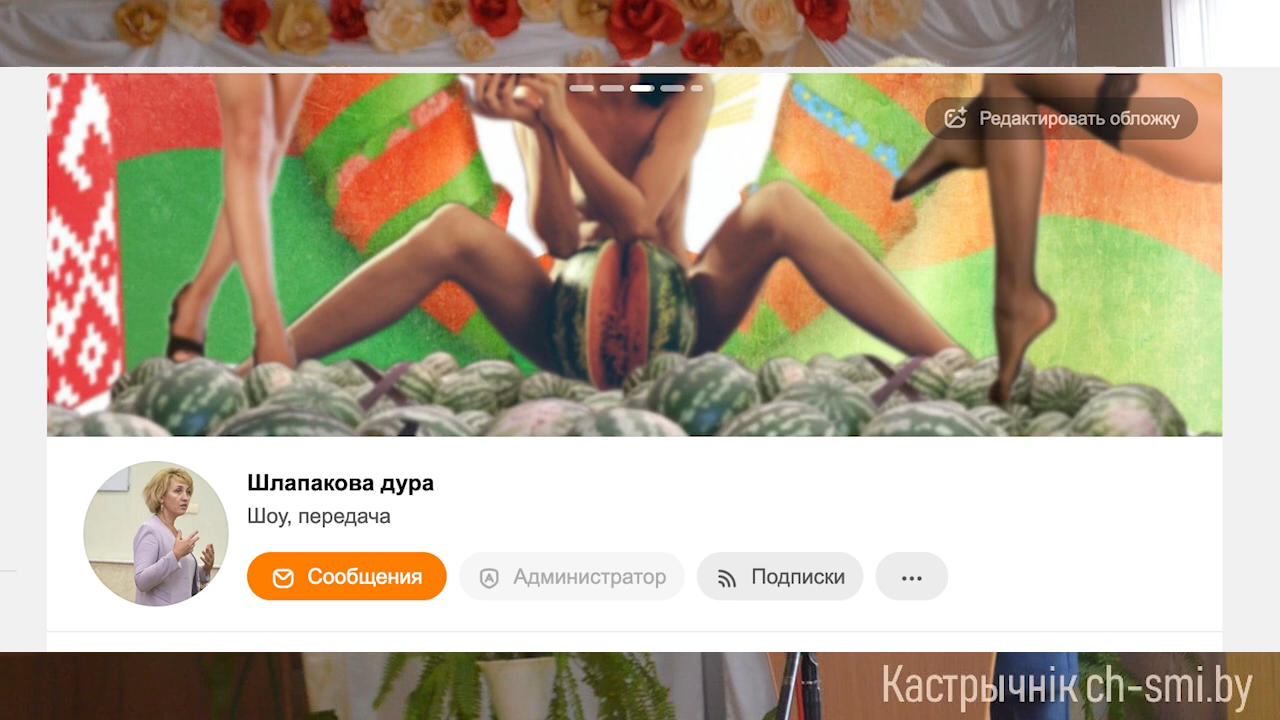 Редактировать обложку
Шлапакова дура
Шоу, передача
Сообщения
Администратор
Подписки
Кастрычнік ch-smi.by